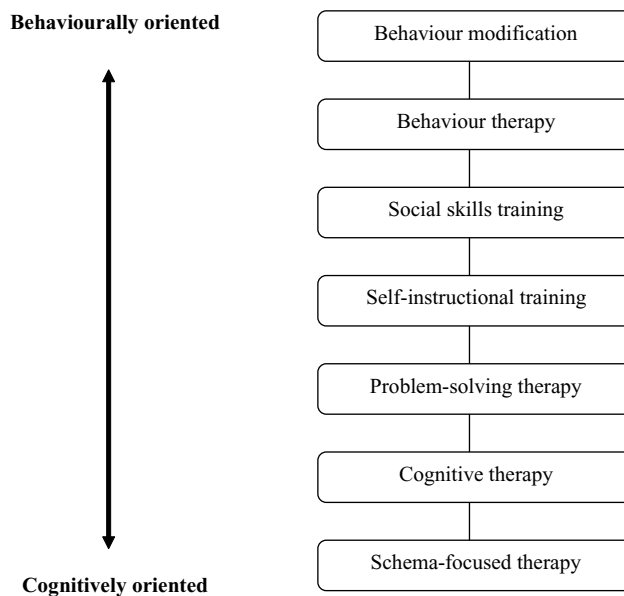 Behaviourally oriented
Behaviour modification
Behaviour therapy
Social skills training
Self-instructional training
Problem-solving therapy
Cognitive therapy
Schema-focused therapy
Cognitively oriented